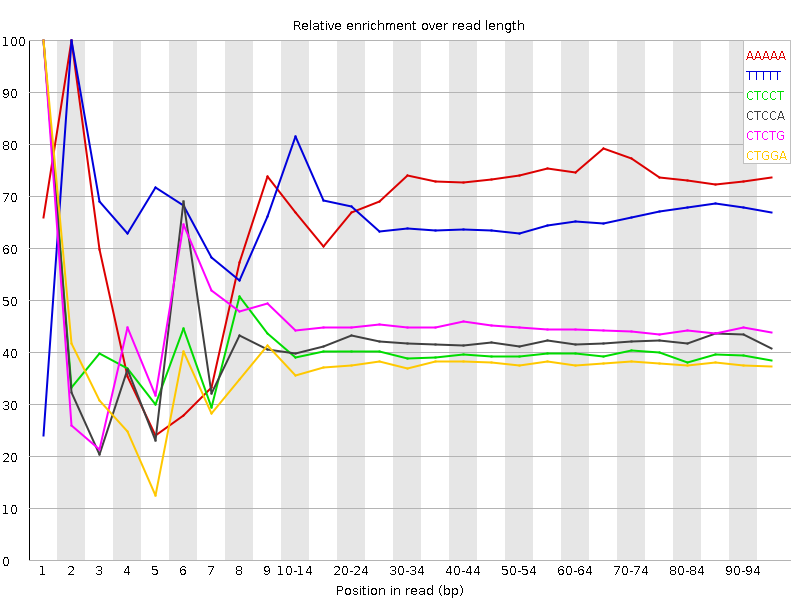 Relative enrichment over read length
100
90
80
70
60
50
40
30
20
10
0
AAAAA
TTTTT
CTCCT
CTCCA
CTCTG
CTGGA
1 2 3 4 5 6 7 8 9 10-14 20-24 30-34 40-44 50-54 60-64 70-74 80-84 90-94
Position in read (bp)